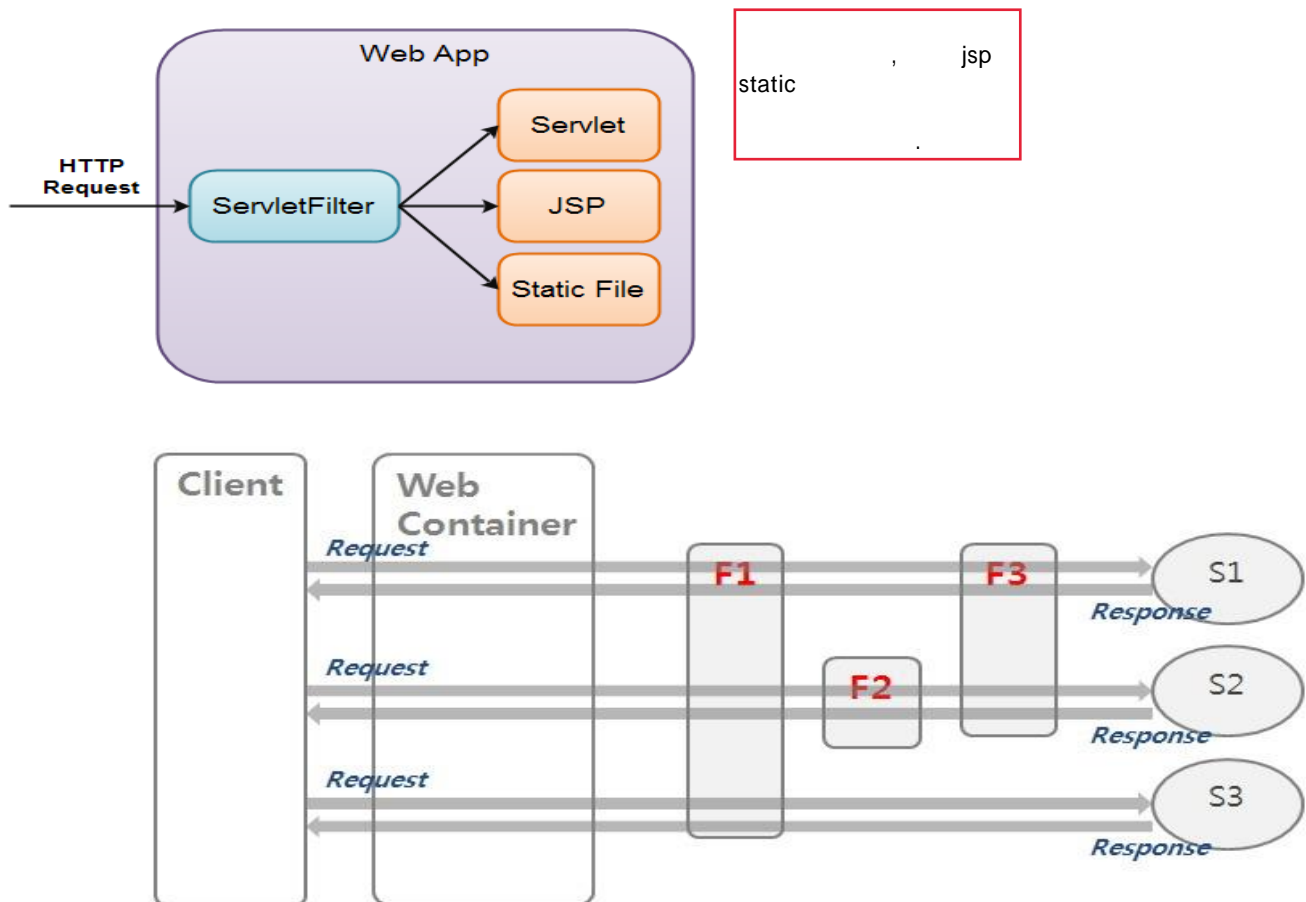 Web App
, jsp
static
.
HTTP
Request
ServletFilter
Servlet
JSP
Static File
Client
Web
Container
Request
F1
F3
S1
Response
Request
F2
S2
Response
Request
S3
Response